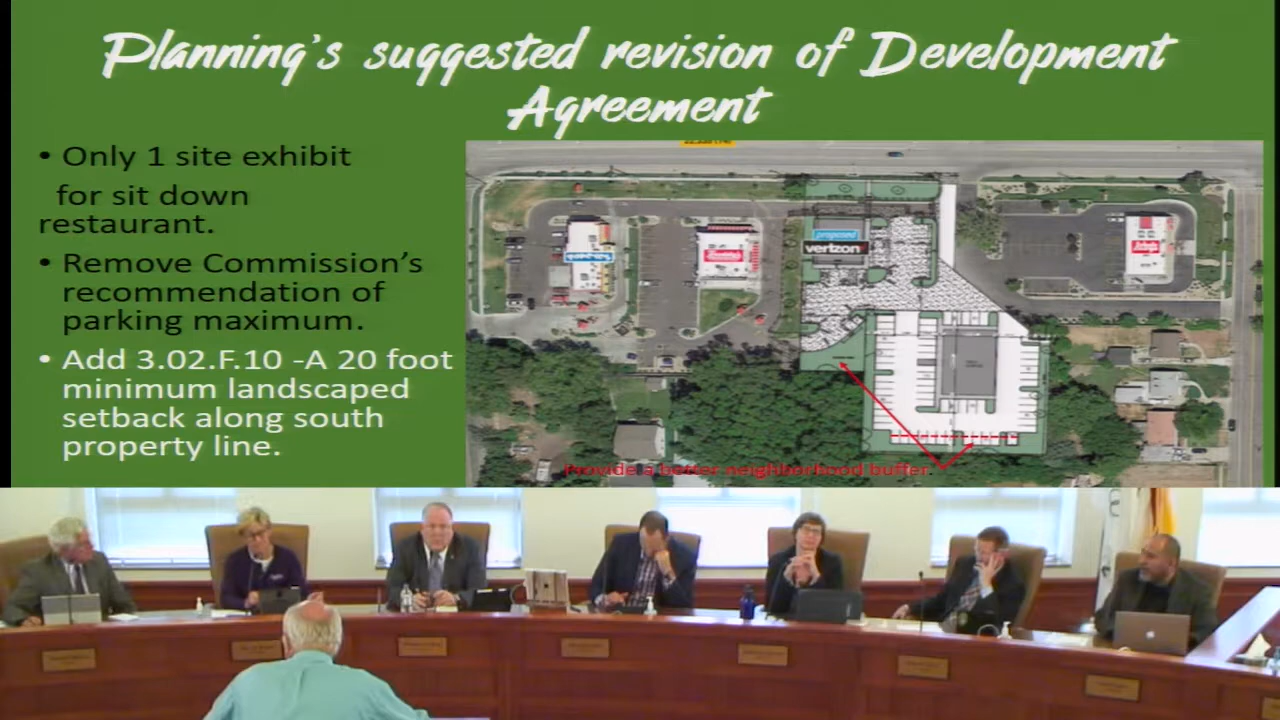 Planning's suggested revision of Development
Agreement
• Only 1 site exhibit
for sit down
restaurant.
• Remove Commission's
recommendation of
parking maximum.
• Add 3.02.F.10 -A 20 foot
minimum landscaped
setback along south
property line.
proposed
verizon
Provide a better neighborhood buffer